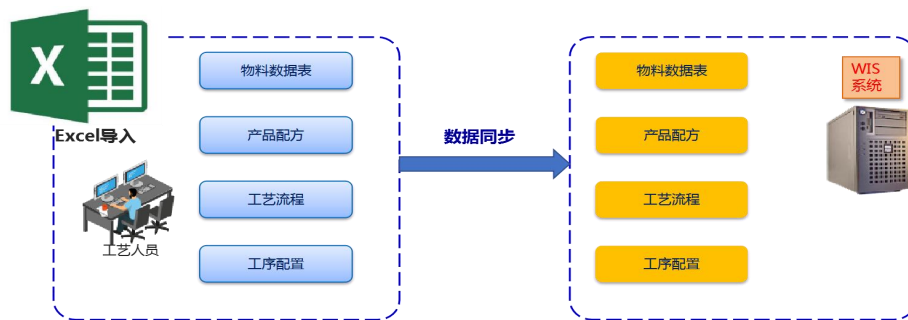 X
Excel导入
工艺人员
物料数据表
产品配方
工艺流程
工序配置
数据同步
物料数据表
产品配方
工艺流程
工序配置
WIS
系统